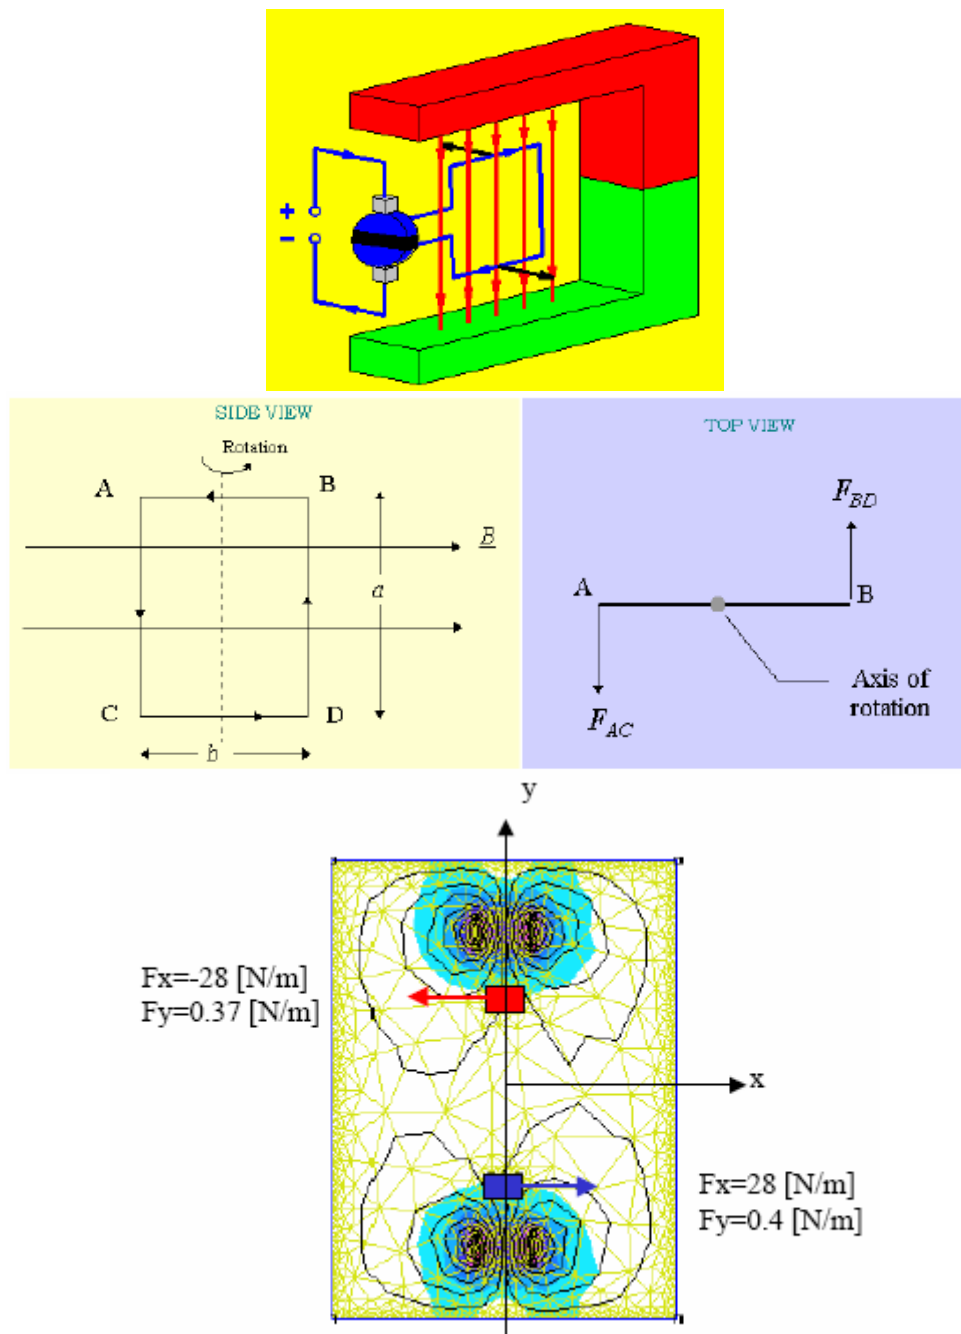 +
−
SIDE VIEW
Rotation
A
B
B
a
C
D
b
TOP VIEW
F_BD
A
B
Axis of
rotation
F_AC
y
Fx=-28 [N/m]
Fy=0.37 [N/m]
x
Fx=28 [N/m]
Fy=0.4 [N/m]